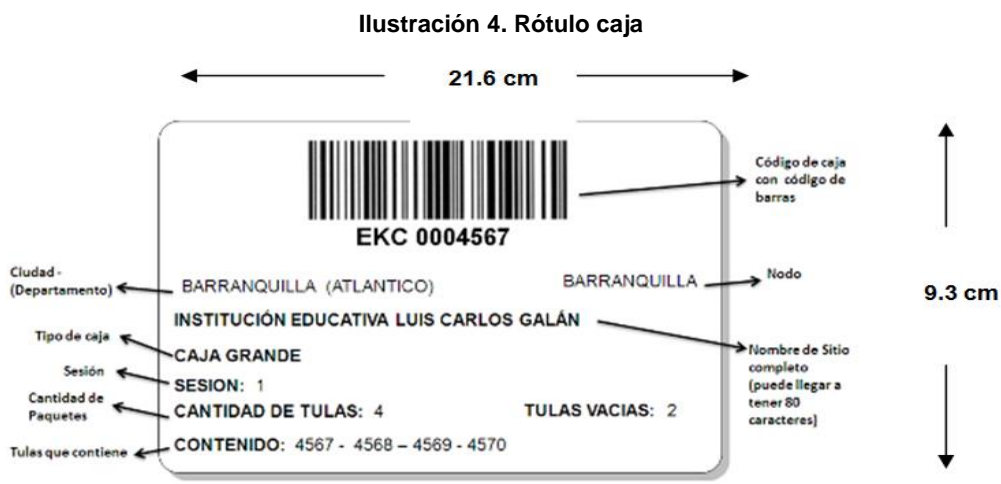 Ilustración 4. Rótulo caja
21.6 cm
Código de caja
con código de
barras
EKC 0004567
Ciudad -
(Departamento)
BARRANQUILLA (ATLANTICO)
BARRANQUILLA
Nodo
9.3 cm
INSTITUCIÓN EDUCATIVA LUIS CARLOS GALÁN
Nombre de Sitio
completo
(puede llegar a
tener 80
caracteres)
Tipo de caja
CAJA GRANDE
Sesión
SESION: 1
Cantidad de
Paquetes
CANTIDAD DE TULAS: 4
TULAS VACIAS: 2
Tulas que contiene
CONTENIDO: 4567 - 4568 – 4569 - 4570